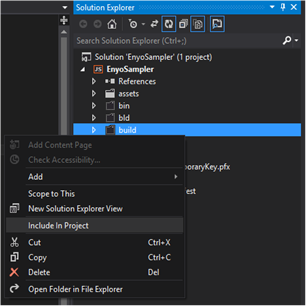 Solution Explorer
Search Solution Explorer (Ctrl+;)
Solution 'EnyoSampler' (1 project)
JS EnyoSampler
References
assets
bin
bld
build
Add Content Page
Check Accessibility...
Add
Scope to This
New Solution Explorer View
Include In Project
Cut Ctrl+X
Copy Ctrl+C
Delete Del
Open Folder in File Explorer
oraryKey.pfx